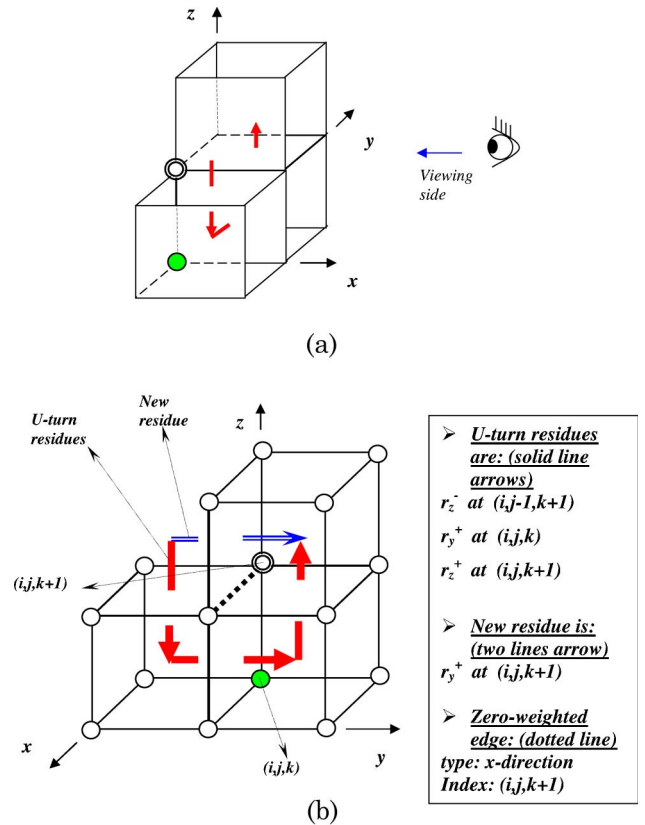 z
y
Viewing
side
x
(a)
New
residue
U-turn
residues
z
(i,j,k+1)
x
(i,j,k)
y
➢ U-turn residues
are: (solid line
arrows)
rz- at (i,j-1,k+1)
ry+ at (i,j,k)
rz+ at (i,j,k+1)
➢ New residue is:
(two lines arrow)
ry+ at (i,j,k+1)
➢ Zero-weighted
edge: (dotted line)
type: x-direction
Index: (i,j,k+1)
(b)